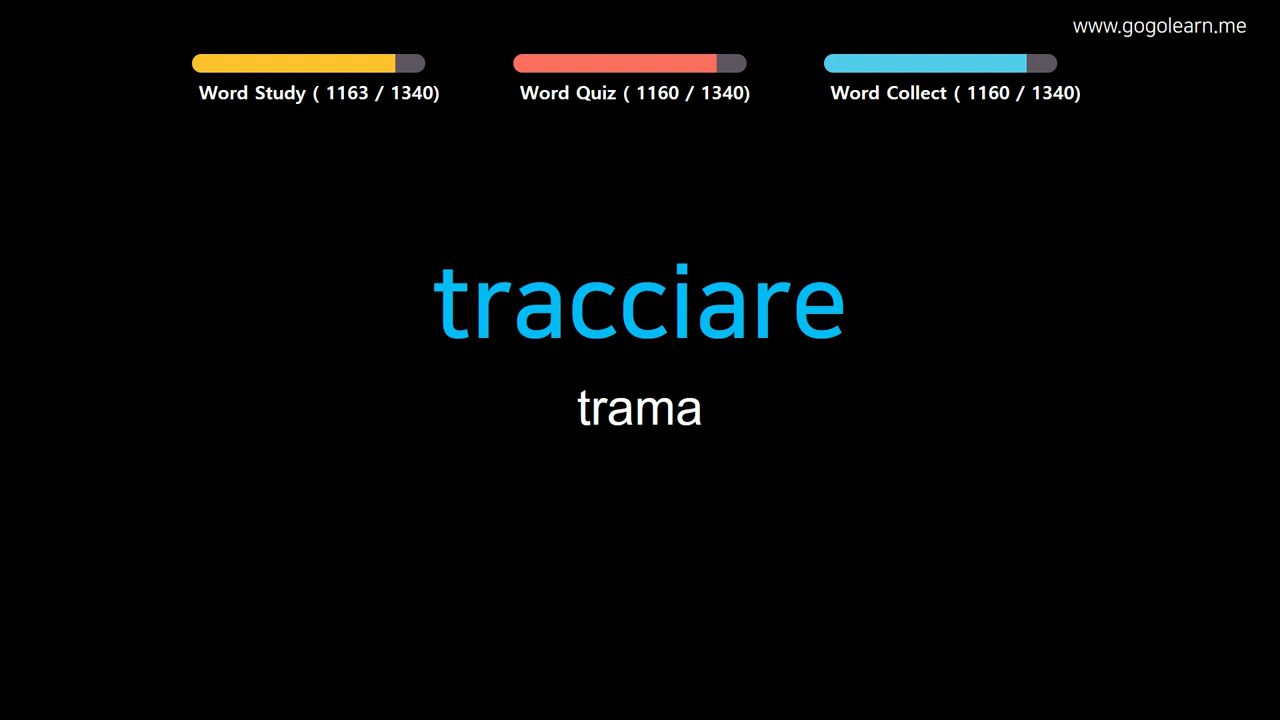 www.gogolearn.me
Word Study ( 1163 / 1340)
Word Quiz ( 1160 / 1340)
Word Collect ( 1160 / 1340)
tracciare
trama